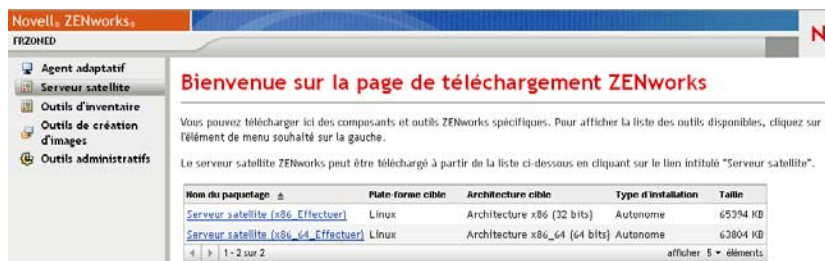 Novell® ZENworks®
N
FRZONED
Agent adaptatif
Serveur satellite
Outils d'inventaire
Outils de création
d'images
Outils administratifs
Bienvenue sur la page de téléchargement ZENworks
Vous pouvez télécharger ici des composants et outils ZENworks spécifiques. Pour afficher la liste des outils disponibles, cliquez sur
l'élément de menu souhaité sur la gauche.
Le serveur satellite ZENworks peut être téléchargé à partir de la liste ci-dessous en cliquant sur le lien intitulé "Serveur satellite".
Nom du paquetage Plate-forme cible Architecture cible Type d'installation Taille
Serveur satellite (x86_Effectuer) Linux Architecture x86 (32 bits) Autonome 65394 KB
Serveur satellite (x86_64_Effectuer) Linux Architecture x86_64 (64 bits) Autonome 63804 KB
1 - 2 sur 2 afficher 5 éléments